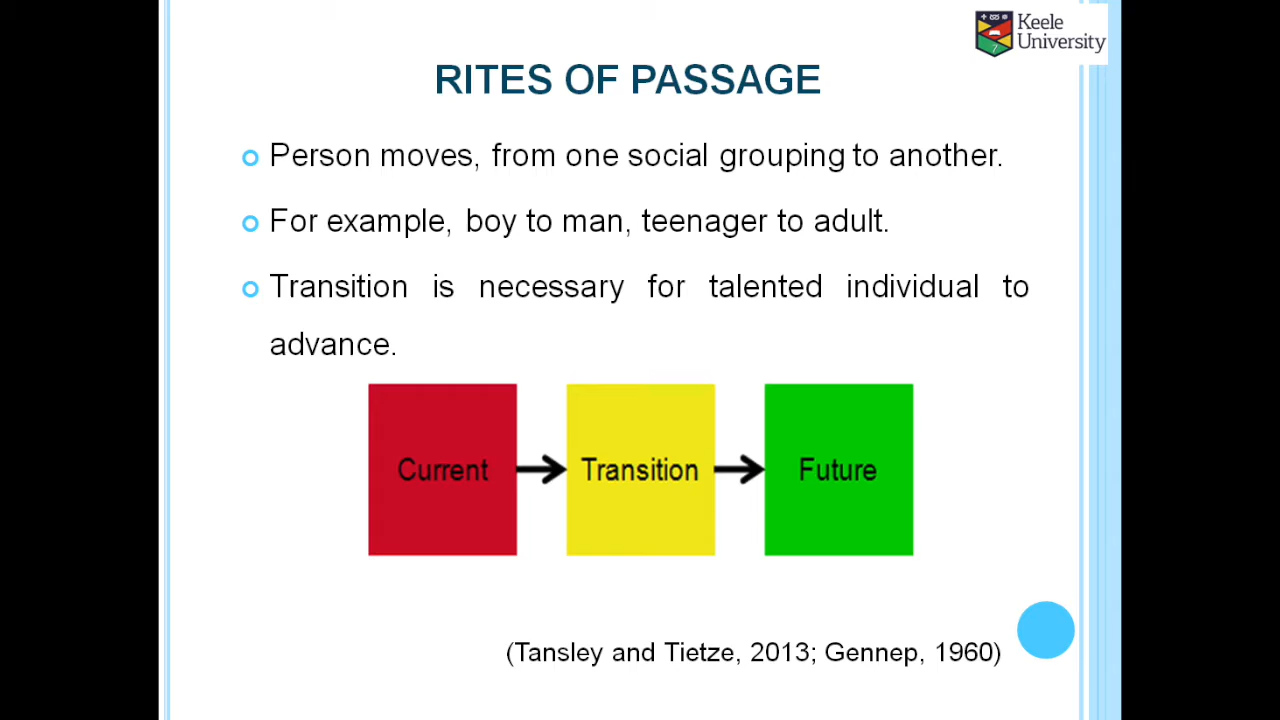 Keele
University
RITES OF PASSAGE
Person moves, from one social grouping to another.
For example, boy to man, teenager to adult.
Transition is necessary for talented individual to
advance.
Current
Transition
Future
(Tansley and Tietze, 2013; Gennep, 1960)